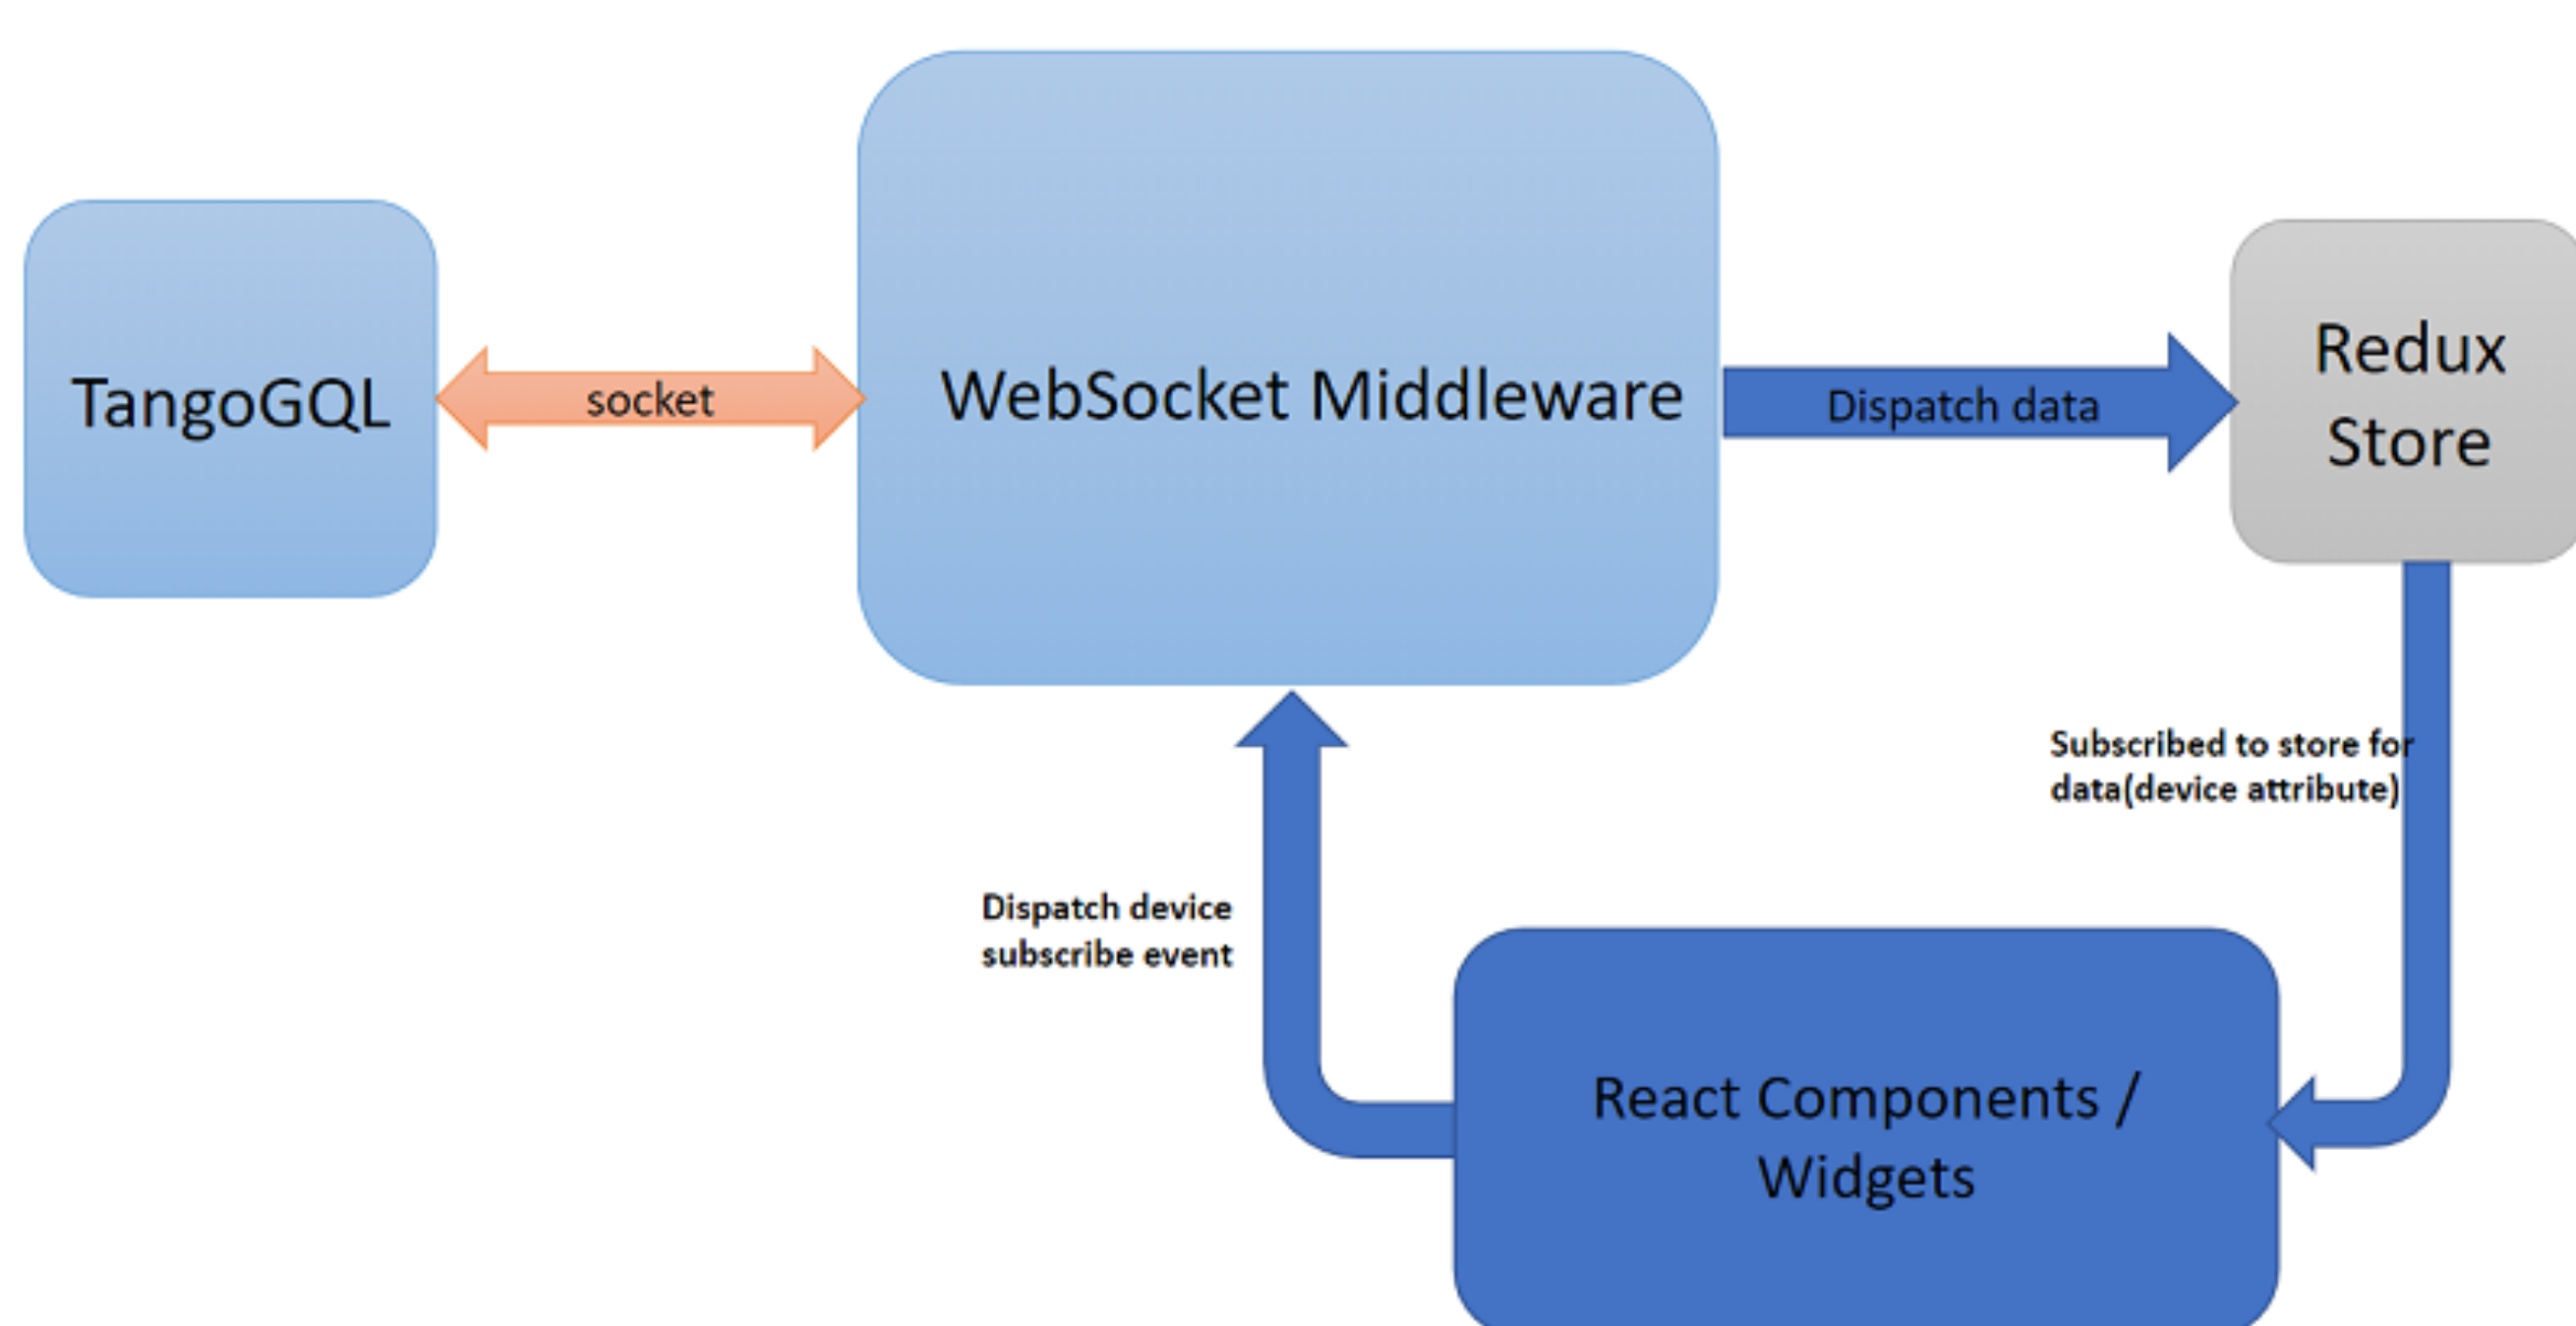 TangoGQL
socket
WebSocket Middleware
Dispatch data
Redux
Store
Subscribed to store for
data(device attribute)
Dispatch device
subscribe event
React Components /
Widgets